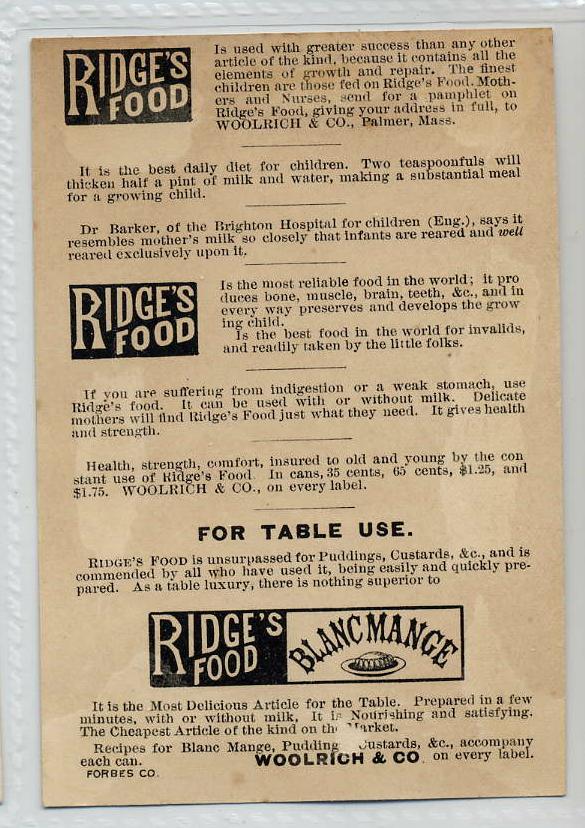 RIDGE'S FOOD
Is used with greater success than any other
article of the kind, because it contains all the
elements of growth and repair. The finest
children are those fed on Ridge's Food. Moth-
ers and Nurses, send for a pamphlet on
Ridge's Food, giving your address in full, to
WOOLRICH & CO., Palmer, Mass.
It is the best daily diet for children. Two teaspoonfuls will
thicken half a pint of milk and water, making a substantial meal
for a growing child.
Dr Barker, of the Brighton Hospital for children (Eng.), says it
resembles mother's milk so closely that infants are reared and well
reared exclusively upon it.
RIDGE'S FOOD
Is the most reliable food in the world; it pro
duces bone, muscle, brain, teeth, &c., and in
every way preserves and develops the grow
ing child.
Is the best food in the world for invalids,
and readily taken by the little folks.
If you are suffering from indigestion or a weak stomach, use
Ridge's food. It can be used with or without milk. Delicate
mothers will find Ridge's Food just what they need. It gives health
and strength.
Health, strength, comfort, insured to old and young by the con
stant use of Ridge's Food. In cans, 35 cents, 65 cents, $1.25, and
$1.75. WOOLRICH & CO., on every label.
FOR TABLE USE.
RIDGE'S FOOD is unsurpassed for Puddings, Custards, &c., and is
commended by all who have used it, being easily and quickly pre-
pared. As a table luxury, there is nothing superior to
RIDGE'S FOOD BLANC MANGE
It is the Most Delicious Article for the Table. Prepared in a few
minutes, with or without milk, It is Nourishing and satisfying.
The Cheapest Article of the kind on the Market.
Recipes for Blanc Mange, Pudding Custards, &c., accompany
each can. WOOLRICH & CO. on every label.
FORBES CO.